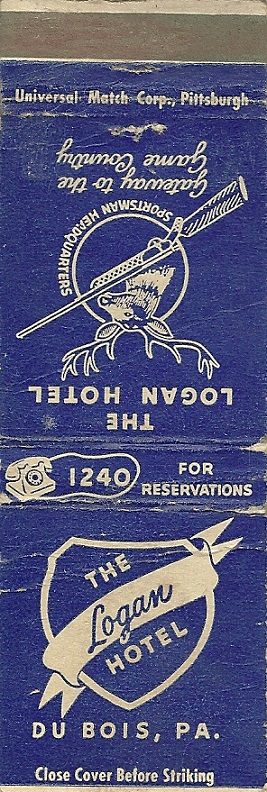 Universal Match Corp., Pittsburgh
THE
LOGAN HOTEL
SPORTSMAN HEADQUARTERS
Gateway to the
Game Country
1240
FOR
RESERVATIONS
THE
Logan
HOTEL
DU BOIS, PA.
Close Cover Before Striking